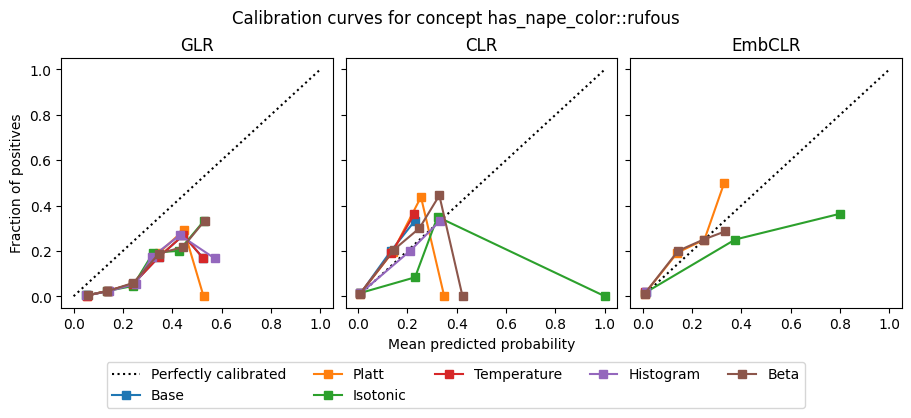 Calibration curves for concept has_nape_color::rufous
GLR
CLR
EmbCLR
Fraction of positives
1.0
0.8
0.6
0.4
0.2
0.0
0.0 0.2 0.4 0.6 0.8 1.0
0.0 0.2 0.4 0.6 0.8 1.0
0.0 0.2 0.4 0.6 0.8 1.0
Mean predicted probability
Perfectly calibrated Platt Temperature Histogram Beta
Base Isotonic